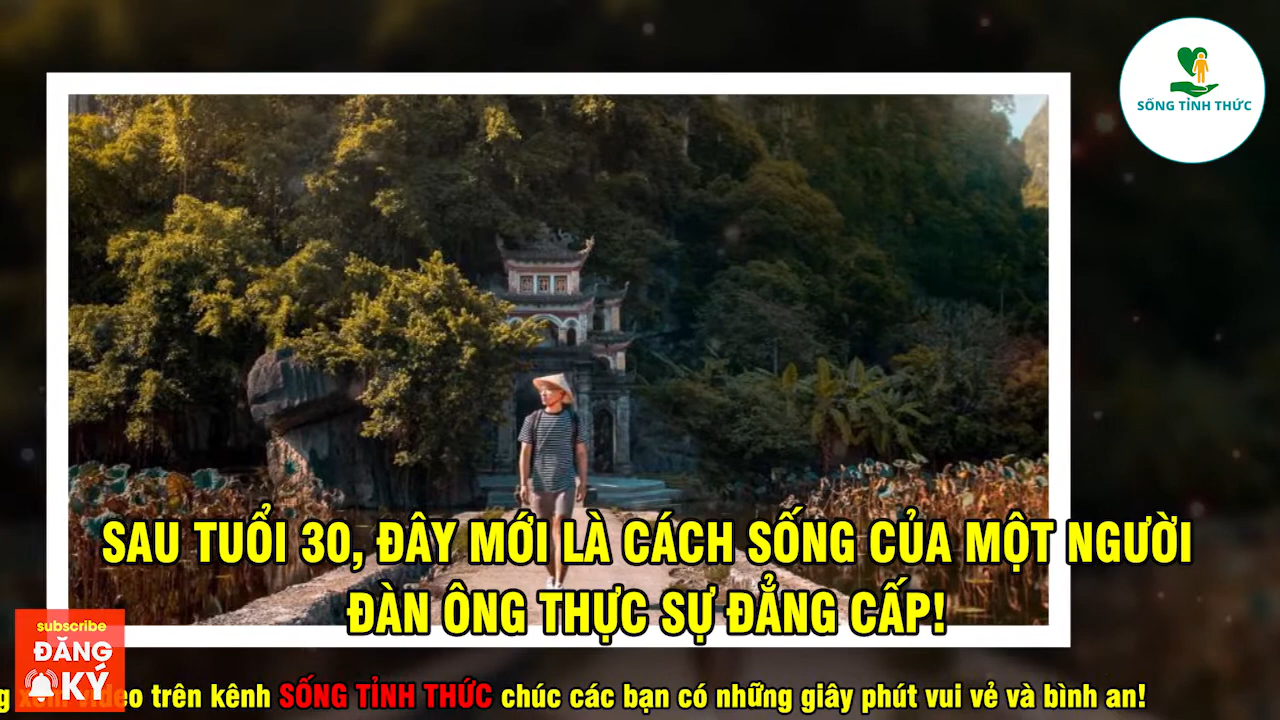 SỐNG TỈNH THỨC
SAU TUỔI 30, ĐÂY MỚI LÀ CÁCH SỐNG CỦA MỘT NGƯỜI
ĐÀN ÔNG THỰC SỰ ĐẲNG CẤP!
subscribe
ĐĂNG
KÝ
trên kênh SỐNG TỈNH THỨC chúc các bạn có những giây phút vui vẻ và bình an!